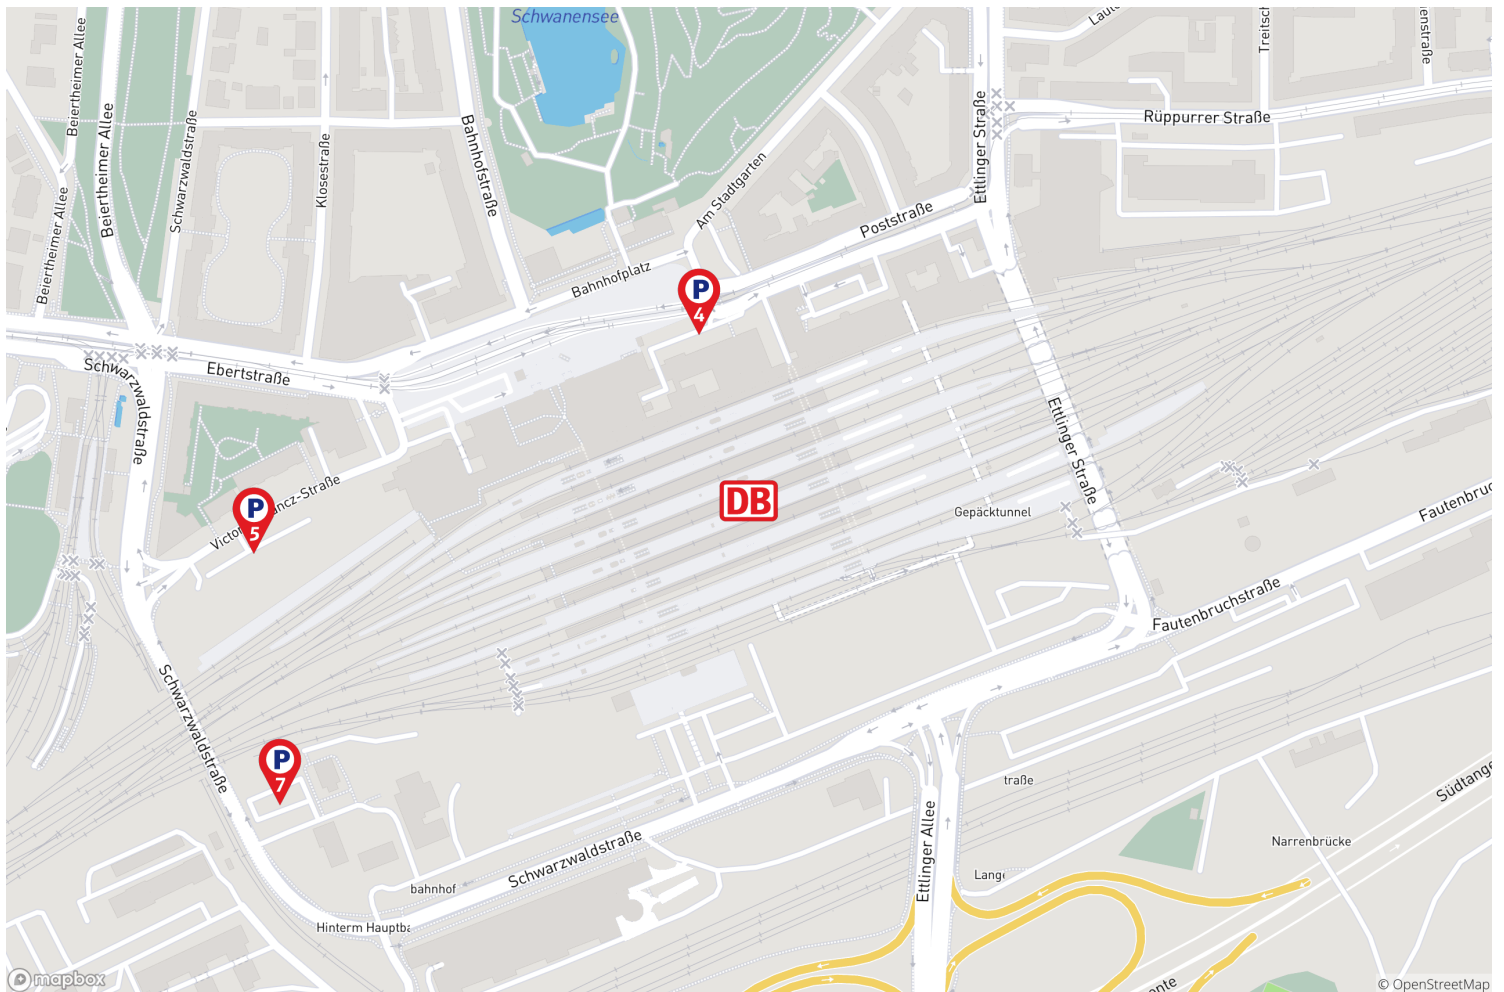 Schwanensee
Beiertheimer Allee
Beiertheimer Allee
Schwarzwaldstraße
Klosestraße
Bahnhofstraße
Ettlinger Straße
Rüppurrer Straße
Am Stadtgarten
Poststraße
Beiertheimer Allee
Bahnhofplatz
P
4
Schwarzwaldstraße
Ebertstraße
Ettlinger Straße
DB
P
5
Gepäcktunnel
Fautenbruchstraße
Schwarzwaldstraße
P
7
traße
Narrenbrücke
Ettlinger Allee
Schwarzwaldstraße
bahnhof
Hinterm Hauptba
mapbox
© OpenStreetMap